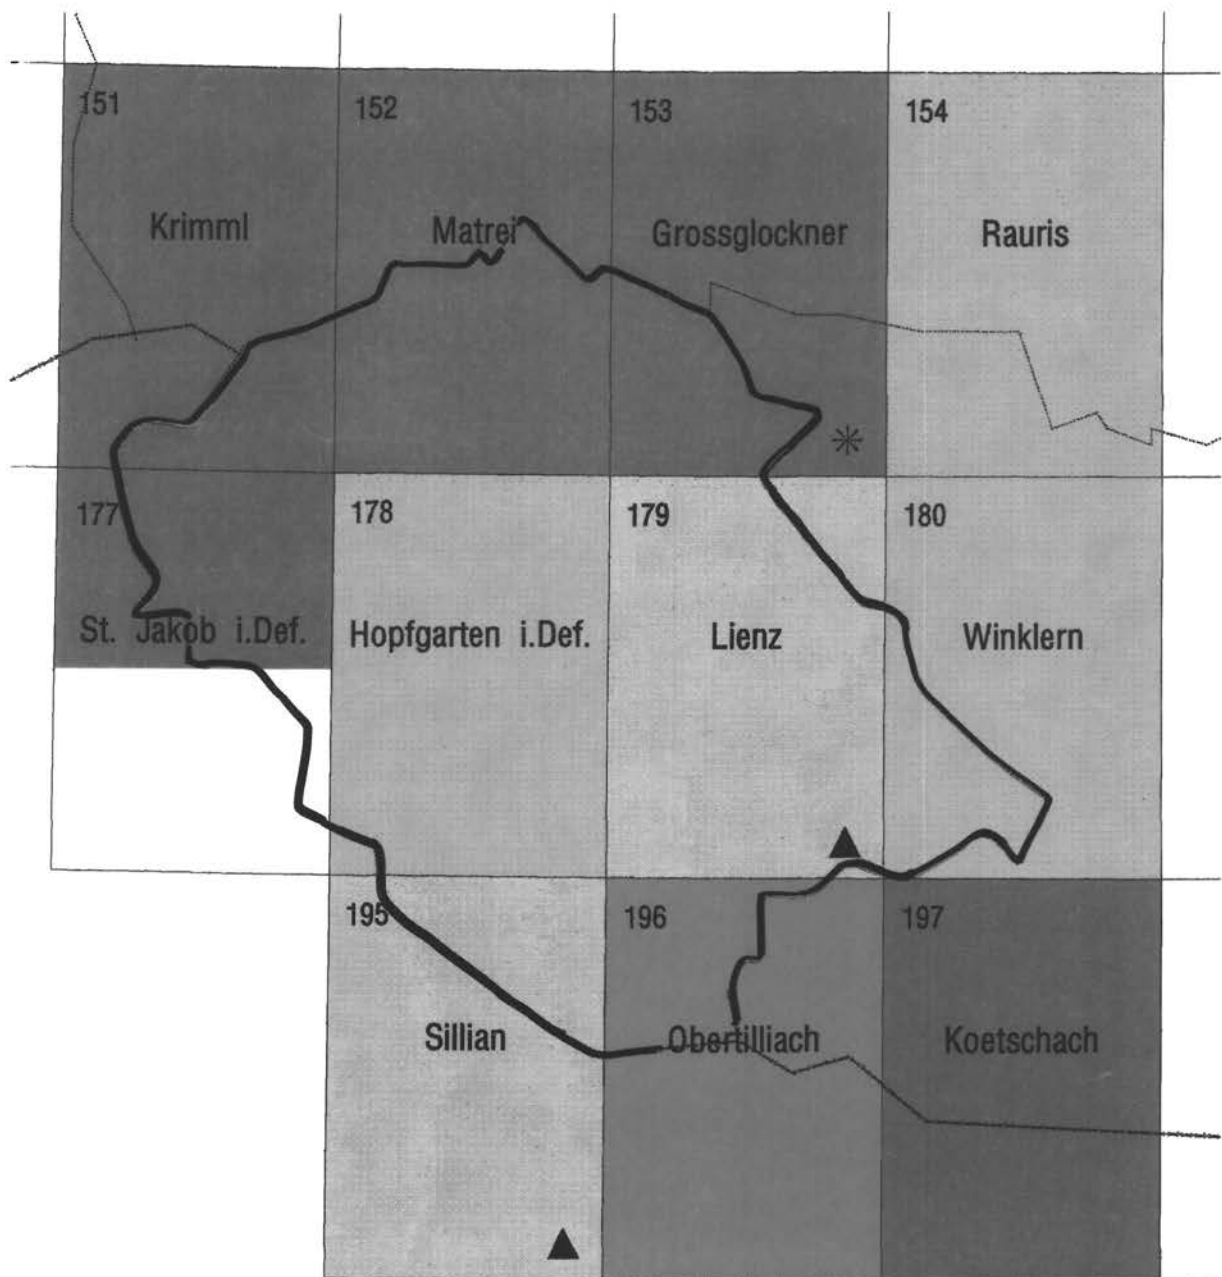 151
152
153
154
Krimml
Matrei
Grossglockner
Rauris
177
178
179
180
St. Jakob i.Def.
Hopfgarten i.Def.
Lienz
Winklern
195
196
197
Sillian
Obertilliach
Koetschach